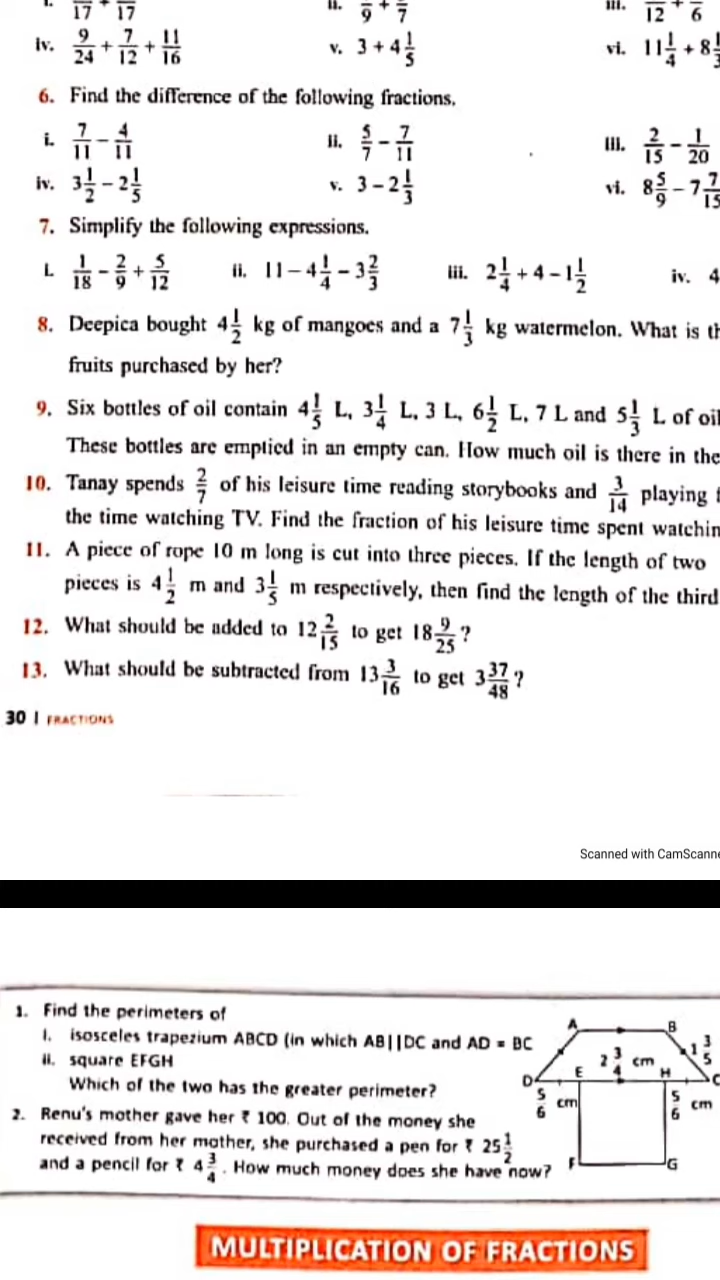 17 + 17 ii. 9 + 7 iii. 12 + 6
iv. 9/24 + 7/12 + 11/16 v. 3 + 4 1/5 vi. 11 1/4 + 8
6. Find the difference of the following fractions.
i. 7/11 − 4/11 ii. 5/7 − 7/11 iii. 2/15 − 1/20
iv. 3 1/2 − 2 1/5 v. 3 − 2 1/3 vi. 8 5/9 − 7 7/15
7. Simplify the following expressions.
i. 1/18 − 2/9 + 5/12 ii. 11 − 4 1/4 − 3 2/3 iii. 2 1/4 + 4 − 1 1/2 iv. 4
8. Deepica bought 4 1/2 kg of mangoes and a 7 1/3 kg watermelon. What is th
fruits purchased by her?
9. Six bottles of oil contain 4 1/5 L, 3 1/4 L, 3 L, 6 1/2 L, 7 L and 5 1/3 L of oil
These bottles are emptied in an empty can. How much oil is there in the
10. Tanay spends 2/7 of his leisure time reading storybooks and 3/14 playing f
the time watching TV. Find the fraction of his leisure time spent watchin
11. A piece of rope 10 m long is cut into three pieces. If the length of two
pieces is 4 1/2 m and 3 1/5 m respectively, then find the length of the third
12. What should be added to 12 2/15 to get 18 9/25?
13. What should be subtracted from 13 3/16 to get 3 37/48?
30 | FRACTIONS
Scanned with CamScanne
1. Find the perimeters of
i. isosceles trapezium ABCD (in which AB||DC and AD = BC
ii. square EFGH
Which of the two has the greater perimeter?
2. Renu's mother gave her ₹ 100. Out of the money she
received from her mother, she purchased a pen for ₹ 25 1/2
and a pencil for ₹ 4 3/4. How much money does she have now?
A B
2 3/4 cm 1 3/5
D E H C
5/6 cm 5/6 cm
F G
MULTIPLICATION OF FRACTIONS